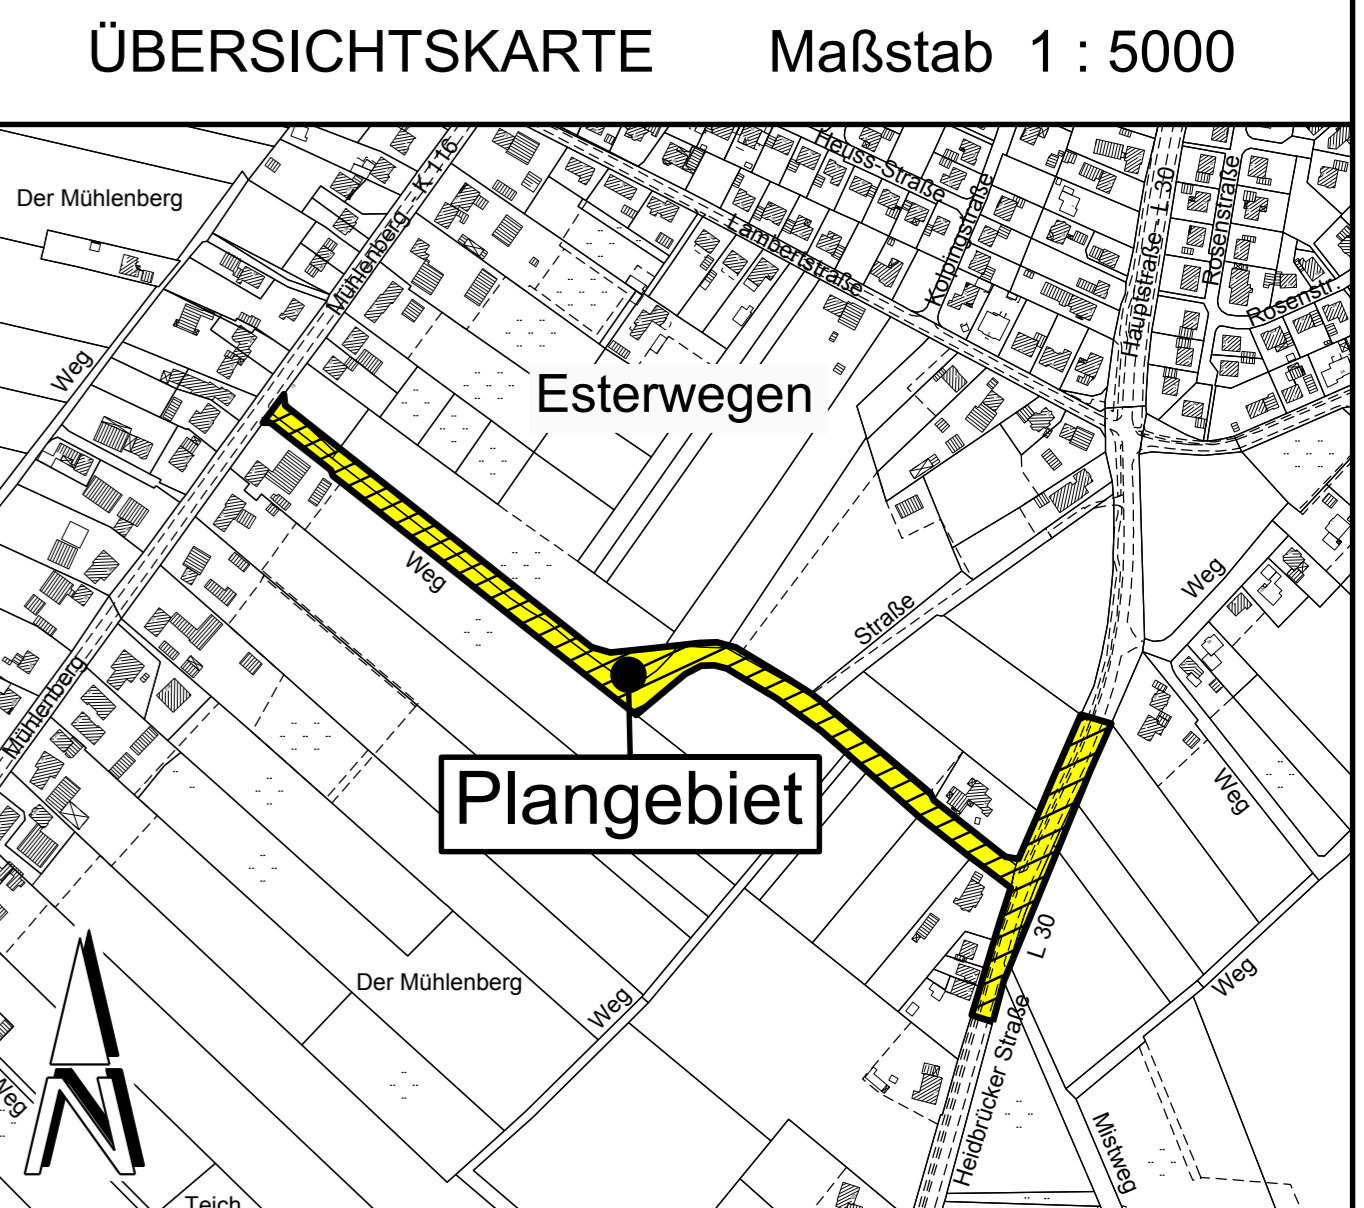 ÜBERSICHTSKARTE Maßstab 1 : 5000
Heuss-Straße
K 116
Der Mühlenberg
Mühlenberg
Lambertstraße
Kolpingstraße
Hauptstraße - L 30
Rosenstraße
Rosenstr.
Weg
Esterwegen
Weg
Straße
Weg
Mühlenberg
Plangebiet
Weg
L 30
Der Mühlenberg
Weg
Weg
Heidbrücker Straße
Weg
Mistweg
N
Teich